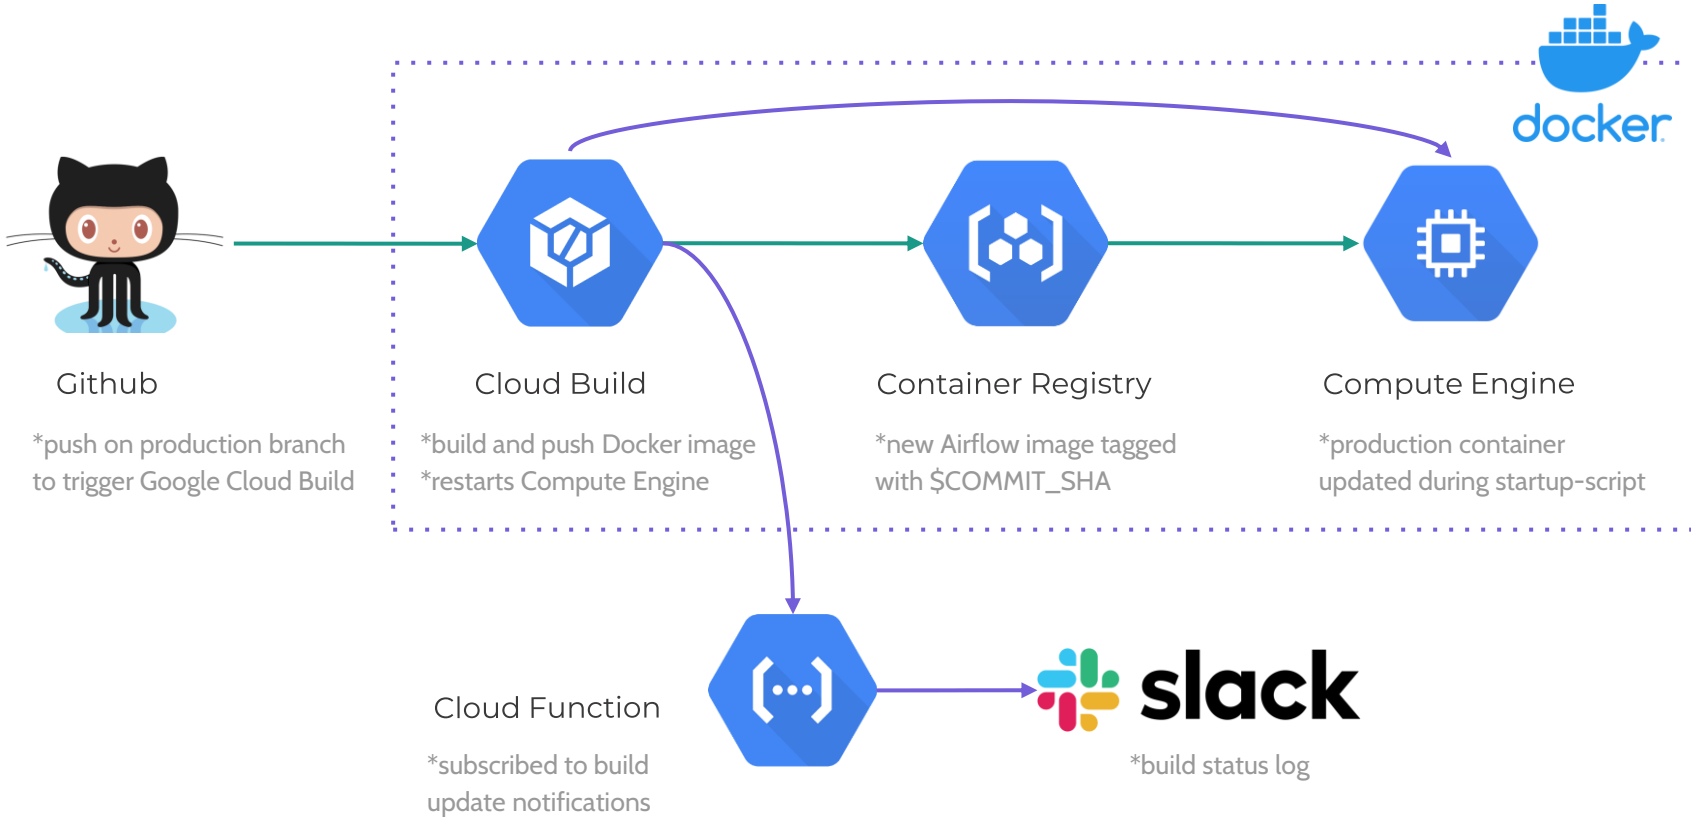 docker
Github
*push on production branch
to trigger Google Cloud Build
Cloud Build
*build and push Docker image
*restarts Compute Engine
Container Registry
*new Airflow image tagged
with $COMMIT_SHA
Compute Engine
*production container
updated during startup-script
Cloud Function
*subscribed to build
update notifications
slack
*build status log